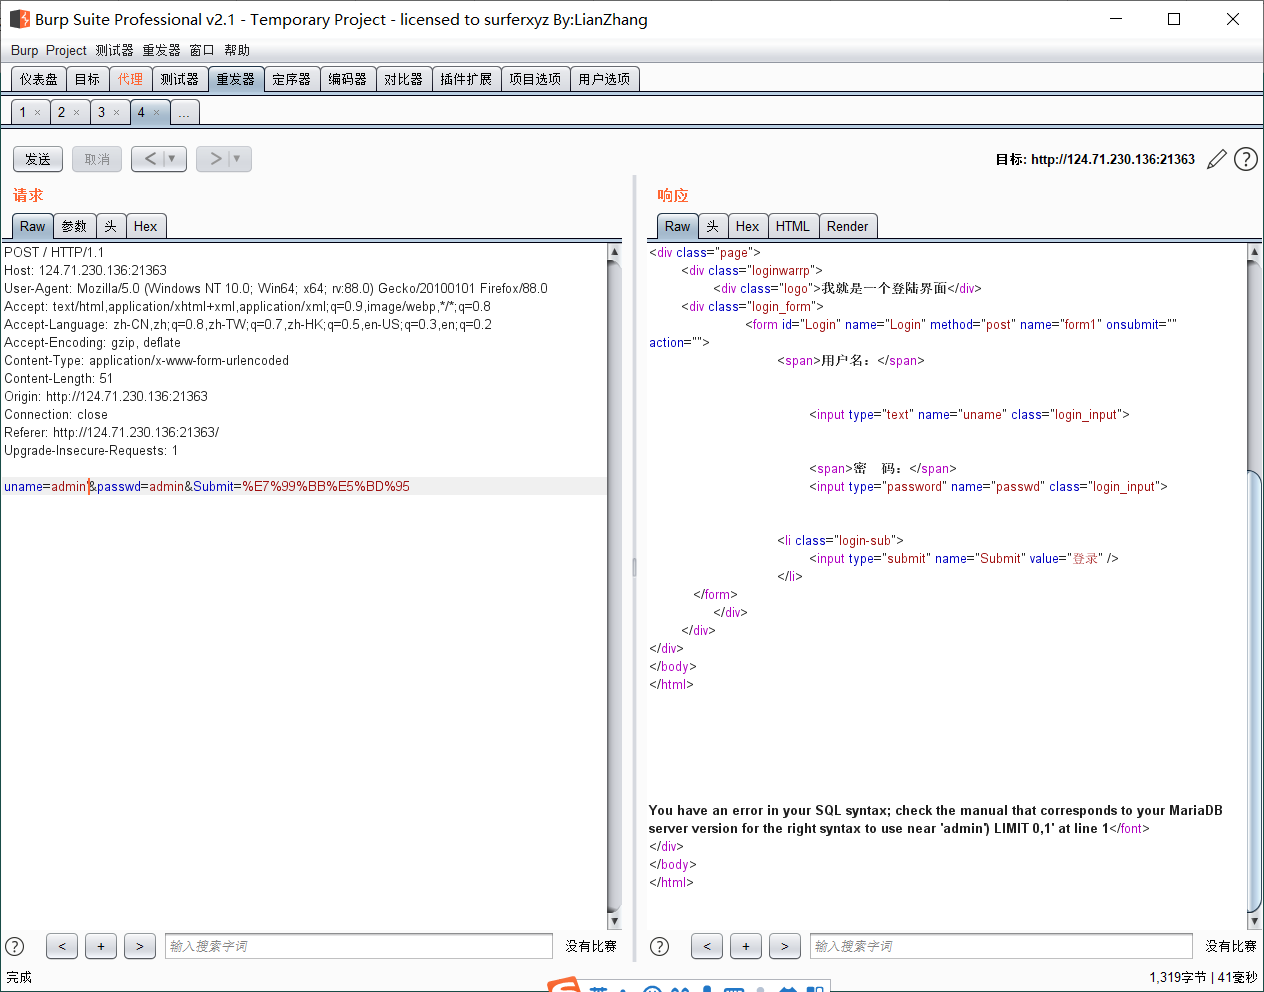 Burp Suite Professional v2.1 - Temporary Project - licensed to surferxyz By:LianZhang
Burp Project 测试器 重发器 窗口 帮助
仪表盘 目标 代理 测试器 重发器 定序器 编码器 对比器 插件扩展 项目选项 用户选项
1 × 2 × 3 × 4 × ...
发送 取消 < ▼ > ▼ 目标: http://124.71.230.136:21363 ?
请求
Raw 参数 头 Hex
POST / HTTP/1.1
Host: 124.71.230.136:21363
User-Agent: Mozilla/5.0 (Windows NT 10.0; Win64; x64; rv:88.0) Gecko/20100101 Firefox/88.0
Accept: text/html,application/xhtml+xml,application/xml;q=0.9,image/webp,*/*;q=0.8
Accept-Language: zh-CN,zh;q=0.8,zh-TW;q=0.7,zh-HK;q=0.5,en-US;q=0.3,en;q=0.2
Accept-Encoding: gzip, deflate
Content-Type: application/x-www-form-urlencoded
Content-Length: 51
Origin: http://124.71.230.136:21363
Connection: close
Referer: http://124.71.230.136:21363/
Upgrade-Insecure-Requests: 1
uname=admin'&passwd=admin&Submit=%E7%99%BB%E5%BD%95
? < + > 输入搜索字词 没有比赛
响应
Raw 头 Hex HTML Render
<div class="page">
<div class="loginwarrp">
<div class="logo">我就是一个登陆界面</div>
<div class="login_form">
<form id="Login" name="Login" method="post" name="form1" onsubmit=""
action="">
<span>用户名：</span>
<input type="text" name="uname" class="login_input">
<span>密　码：</span>
<input type="password" name="passwd" class="login_input">
<li class="login-sub">
<input type="submit" name="Submit" value="登录" />
</li>
</form>
</div>
</div>
</div>
</body>
</html>
You have an error in your SQL syntax; check the manual that corresponds to your MariaDB
server version for the right syntax to use near 'admin') LIMIT 0,1' at line 1</font>
</div>
</body>
</html>
? < + > 输入搜索字词 没有比赛
完成 1,319字节 | 41毫秒